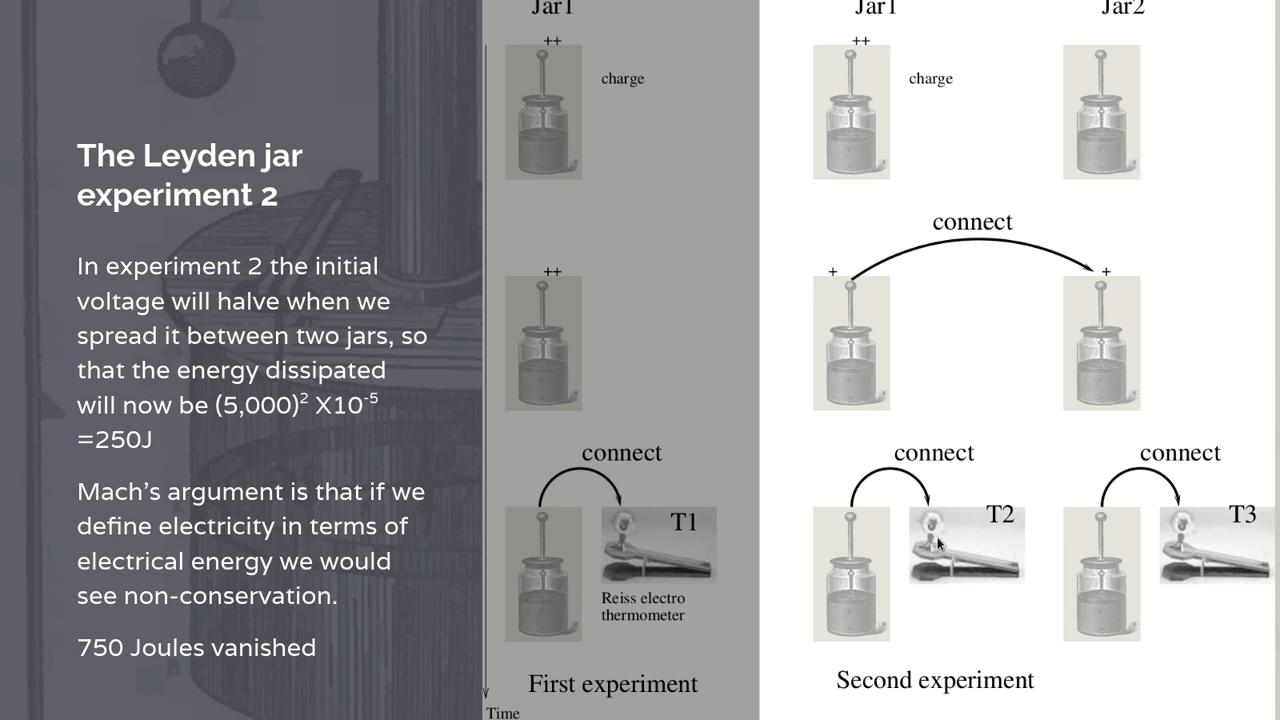 The Leyden jar
experiment 2
In experiment 2 the initial
voltage will halve when we
spread it between two jars, so
that the energy dissipated
will now be (5,000)² X10⁻⁵
=250J
Mach's argument is that if we
define electricity in terms of
electrical energy we would
see non-conservation.
750 Joules vanished
Jar1
++
charge
++
connect
T1
Reiss electro
thermometer
First experiment
Time
Jar1
Jar2
++
charge
connect
+
+
connect
connect
T2
T3
Second experiment